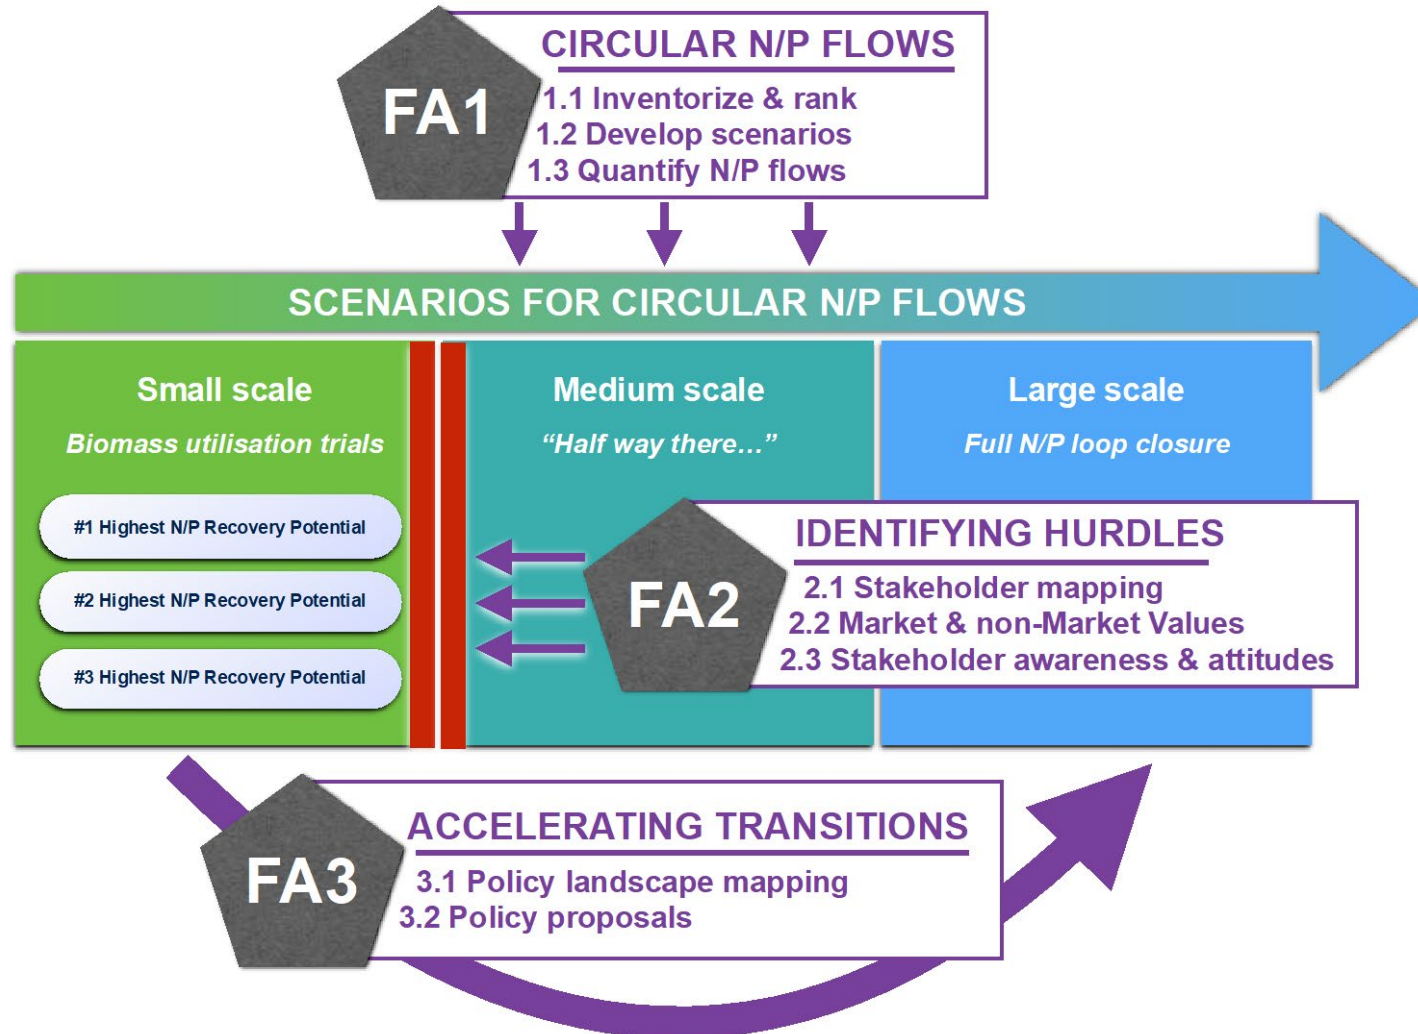 FA1
CIRCULAR N/P FLOWS
1.1 Inventorize & rank
1.2 Develop scenarios
1.3 Quantify N/P flows
SCENARIOS FOR CIRCULAR N/P FLOWS
Small scale
Biomass utilisation trials
#1 Highest N/P Recovery Potential
#2 Highest N/P Recovery Potential
#3 Highest N/P Recovery Potential
Medium scale
“Half way there…”
Large scale
Full N/P loop closure
FA2
IDENTIFYING HURDLES
2.1 Stakeholder mapping
2.2 Market & non-Market Values
2.3 Stakeholder awareness & attitudes
FA3
ACCELERATING TRANSITIONS
3.1 Policy landscape mapping
3.2 Policy proposals